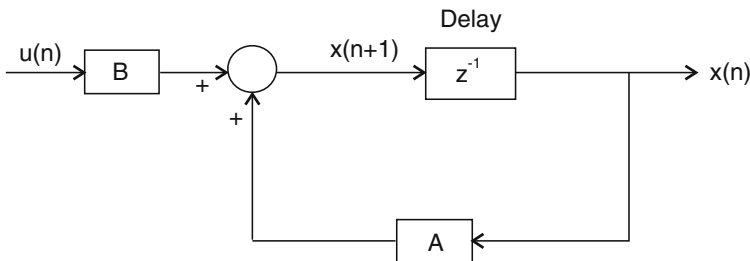 Delay
u(n)
B
+
+
x(n+1)
z⁻¹
x(n)
A